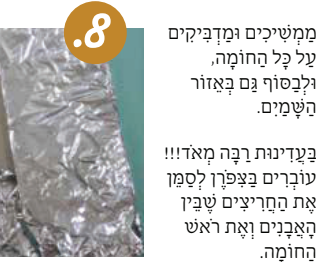 8.
מַמְשִׁיכִים וּמַדְבִּיקִים
עַל כָּל הַחוֹמָה,
וּלְבַסּוֹף גַּם בְּאֵזוֹר
הַשָּׁמַיִם.
בַּעֲדִינוּת רַבָּה מְאֹד!!!
עוֹבְרִים בַּצִּפֹּרֶן לְסַמֵּן
אֶת הַחֲרִיצִים שֶׁבֵּין
הָאֲבָנִים וְאֶת רֹאשׁ
הַחוֹמָה.